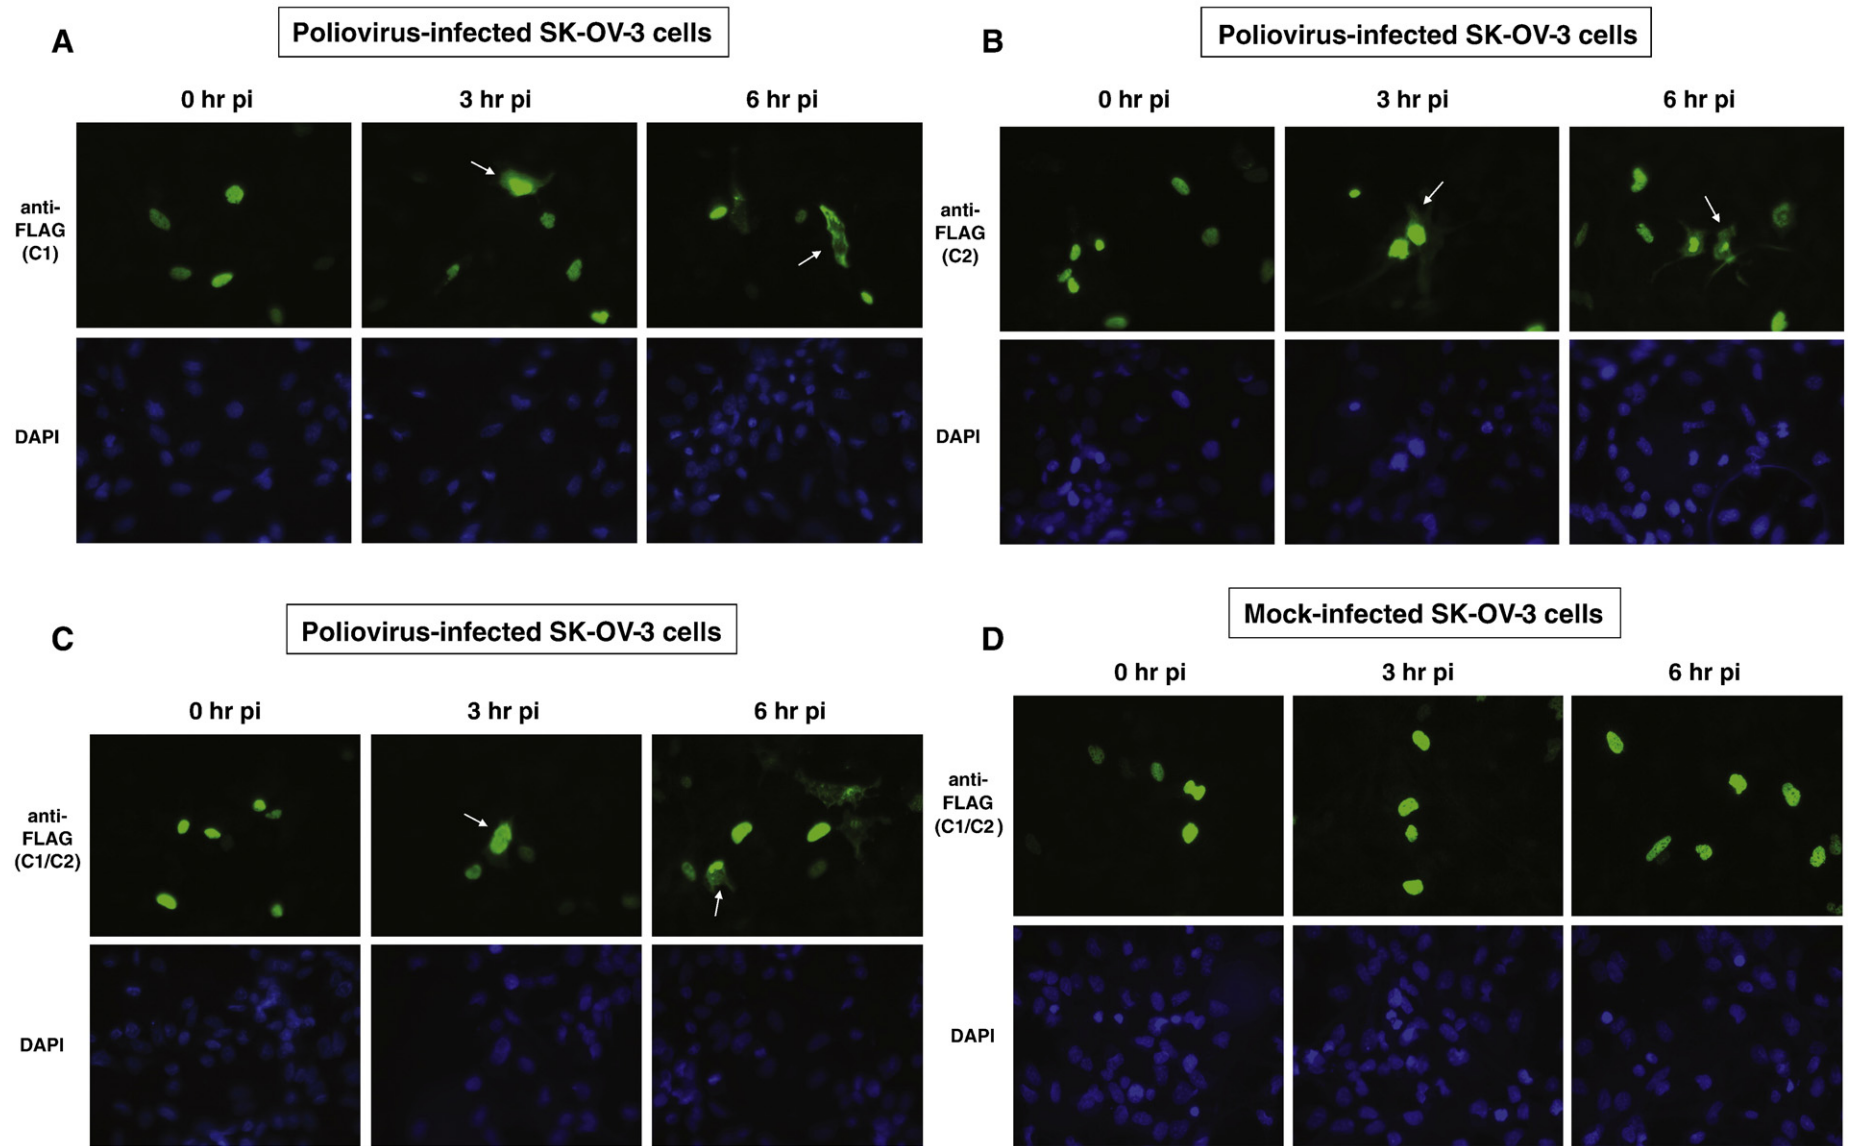 A
Poliovirus-infected SK-OV-3 cells
0 hr pi
3 hr pi
6 hr pi
anti-
FLAG
(C1)
DAPI
B
Poliovirus-infected SK-OV-3 cells
0 hr pi
3 hr pi
6 hr pi
anti-
FLAG
(C2)
DAPI
C
Poliovirus-infected SK-OV-3 cells
0 hr pi
3 hr pi
6 hr pi
anti-
FLAG
(C1/C2)
DAPI
D
Mock-infected SK-OV-3 cells
0 hr pi
3 hr pi
6 hr pi
anti-
FLAG
(C1/C2)
DAPI